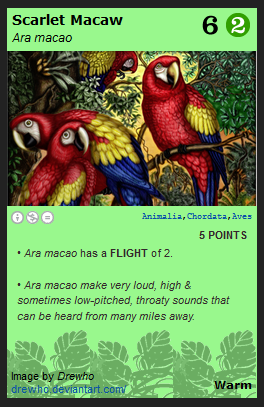 Scarlet Macaw
Ara macao
6 2
Animalia,Chordata,Aves
5 POINTS
• Ara macao has a FLIGHT of 2.
• Ara macao make very loud, high &
sometimes low-pitched, throaty sounds that
can be heard from many miles away.
Image by Drewho
drewho.deviantart.com/
Warm